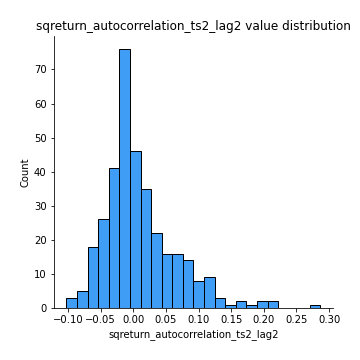 sqreturn_autocorrelation_ts2_lag2 value distribution
70
60
50
40
30
20
10
0
Count
−0.10 −0.05 0.00 0.05 0.10 0.15 0.20 0.25 0.30
sqreturn_autocorrelation_ts2_lag2